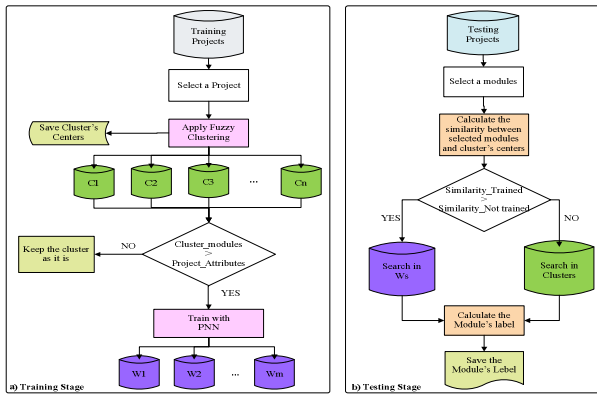 Training
Projects
Select a Project
Save Cluster's
Centers
Apply Fuzzy
Clustering
C1
C2
C3
...
Cn
Keep the cluster
as it is
NO
Cluster_modules
>
Project_Attributes
YES
Train with
PNN
W1
W2
...
Wm
a) Training Stage
Testing
Projects
Select a modules
Calculate the
similarity between
selected modules
and cluster's centers
Similarity_Trained
>
Similarity_Not trained
YES
NO
Search in
Ws
Search in
Clusters
Calculate the
Module's label
Save the
Module's Lebel
b) Testing Stage